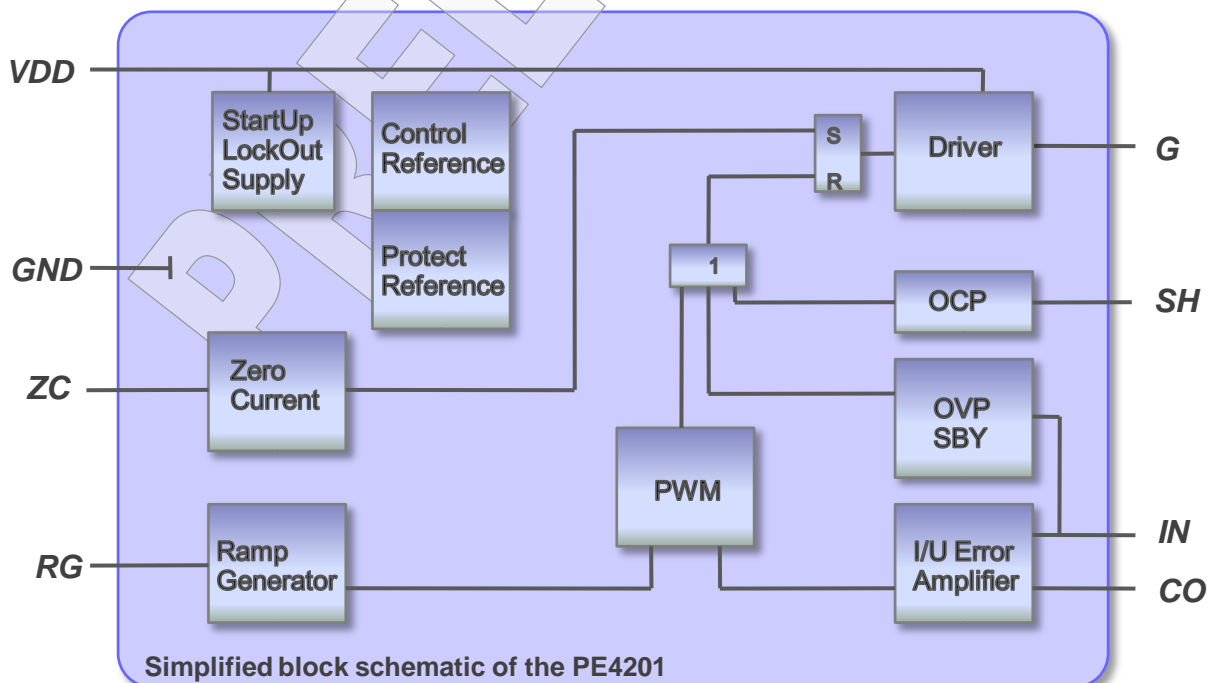 VDD
StartUp
LockOut
Supply
Control
Reference
S
R
Driver
G
GND
Protect
Reference
1
OCP
SH
ZC
Zero
Current
OVP
SBY
PWM
IN
RG
Ramp
Generator
I/U Error
Amplifier
CO
Simplified block schematic of the PE4201